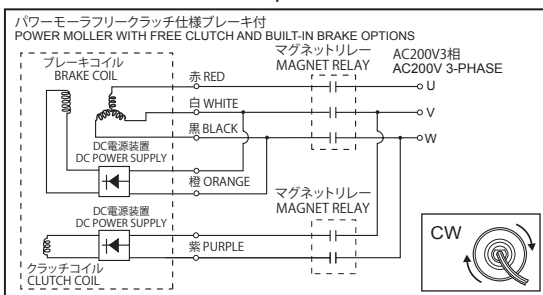 パワーモーラフリークラッチ仕様ブレーキ付
POWER MOLLER WITH FREE CLUTCH AND BUILT-IN BRAKE OPTIONS
ブレーキコイル
BRAKE COIL
マグネットリレー
MAGNET RELAY
AC200V3相
AC200V 3-PHASE
赤 RED
U
白 WHITE
V
黒 BLACK
W
DC電源装置
DC POWER SUPPLY
橙 ORANGE
マグネットリレー
MAGNET RELAY
DC電源装置
DC POWER SUPPLY
紫 PURPLE
クラッチコイル
CLUTCH COIL
CW